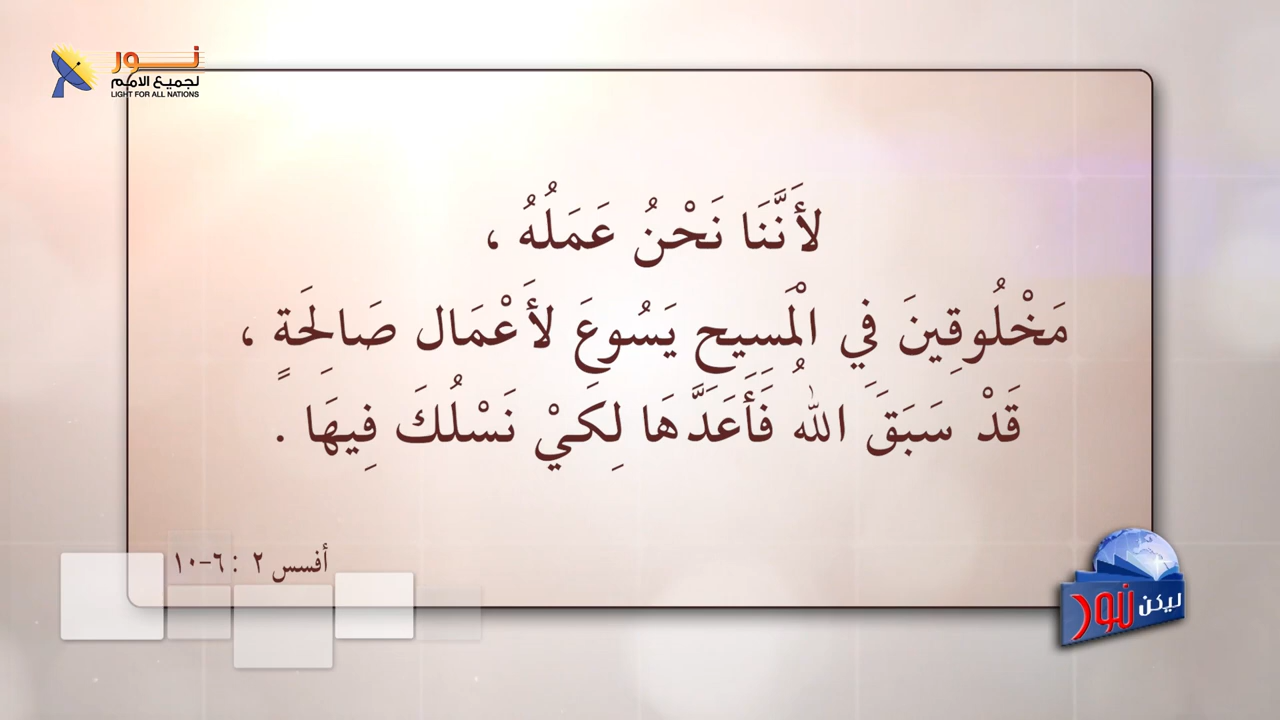 نور
لجميع الامم
LIGHT FOR ALL NATIONS
لأَنَّنَا نَحْنُ عَمَلُهُ ،
مَخْلُوقِينَ فِي الْمَسِيحِ يَسُوعَ لأَعْمَال صَالِحَةٍ ،
قَدْ سَبَقَ اللهُ فَأَعَدَّهَا لِكَيْ نَسْلُكَ فِيهَا .
أفسس ٢ : ٦-١٠
ليكن نور